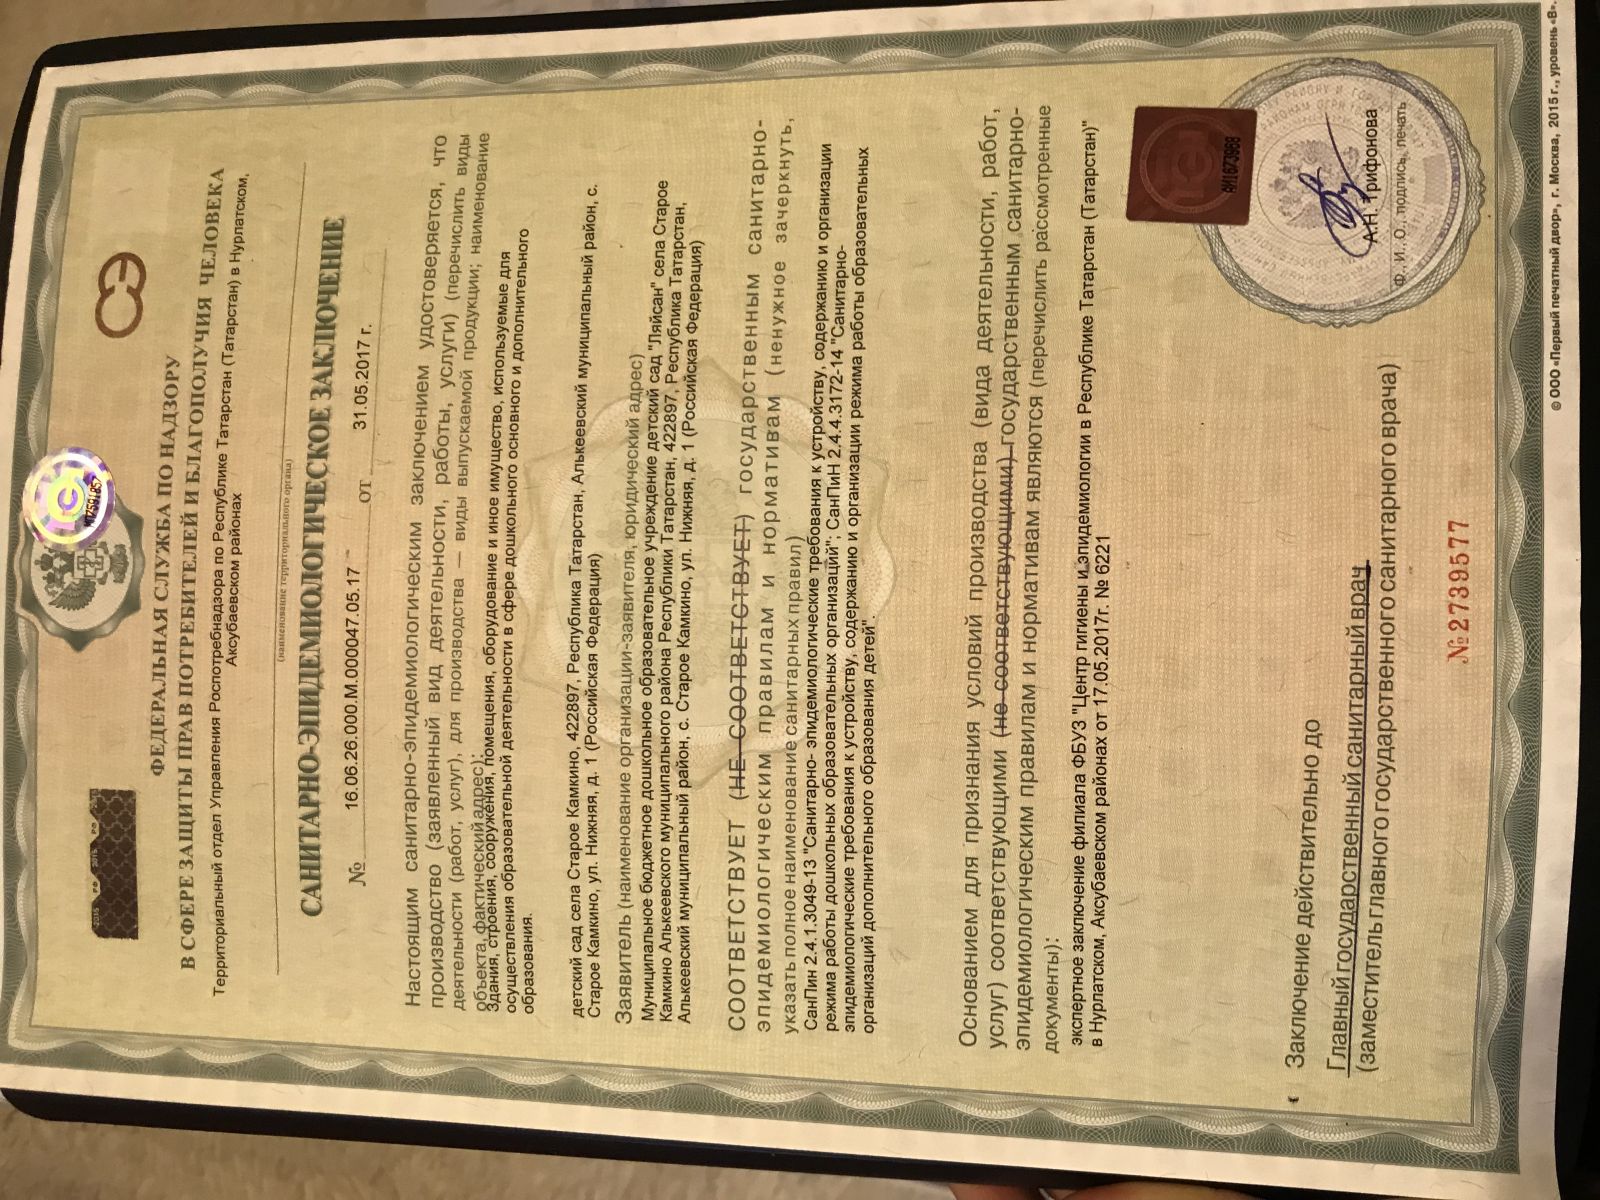 2015 РФ 2015 РФ
М17591857
СЭ
ФЕДЕРАЛЬНАЯ СЛУЖБА ПО НАДЗОРУ
В СФЕРЕ ЗАЩИТЫ ПРАВ ПОТРЕБИТЕЛЕЙ И БЛАГОПОЛУЧИЯ ЧЕЛОВЕКА
Территориальный отдел Управления Роспотребнадзора по Республике Татарстан (Татарстан) в Нурлатском,
Аксубаевском районах
(наименование территориального органа)
САНИТАРНО-ЭПИДЕМИОЛОГИЧЕСКОЕ ЗАКЛЮЧЕНИЕ
№ 16.06.26.000.М.000047.05.17 ОТ 31.05.2017 г.
Настоящим санитарно-эпидемиологическим заключением удостоверяется, что
производство (заявленный вид деятельности, работы, услуги) (перечислить виды
деятельности (работ, услуг), для производства — виды выпускаемой продукции; наименование
объекта, фактический адрес):
Здания, строения, сооружения, помещения, оборудование и иное имущество, используемые для
осуществления образовательной деятельности в сфере дошкольного основного и дополнительного
образования.
детский сад села Старое Камкино, 422897, Республика Татарстан, Алькеевский муниципальный район, с.
Старое Камкино, ул. Нижняя, д. 1 (Российская Федерация)
Заявитель (наименование организации-заявителя, юридический адрес)
Муниципальное бюджетное дошкольное образовательное учреждение детский сад "Ляйсан" села Старое
Камкино Алькеевского муниципального района Республики Татарстан, 422897, Республика Татарстан,
Алькеевский муниципальный район, с. Старое Камкино, ул. Нижняя, д. 1 (Российская Федерация)
СООТВЕТСТВУЕТ (НЕ СООТВЕТСТВУЕТ) государственным санитарно-
эпидемиологическим правилам и нормативам (ненужное зачеркнуть,
указать полное наименование санитарных правил)
СанПин 2.4.1.3049-13 "Санитарно- эпидемиологические требования к устройству, содержанию и организации
режима работы дошкольных образовательных организаций"; СанПиН 2.4.4.3172-14 "Санитарно-
эпидемиологические требования к устройству, содержанию и организации режима работы образовательных
организаций дополнительного образования детей".
Основанием для признания условий производства (вида деятельности, работ,
услуг) соответствующими (не соответствующими) государственным санитарно-
эпидемиологическим правилам и нормативам являются (перечислить рассмотренные
документы):
экспертное заключение филиала ФБУЗ "Центр гигиены и эпидемиологии в Республике Татарстан (Татарстан)"
в Нурлатском, Аксубаевском районах от 17.05.2017г. № 6221
АИ1673968
Заключение действительно до
Главный государственный санитарный врач
(заместитель главного государственного санитарного врача)
А.Н. Трифонова
Ф. И. О., подпись, печать
№2739577
© ООО «Первый печатный двор», г. Москва, 2015 г., уровень «В».